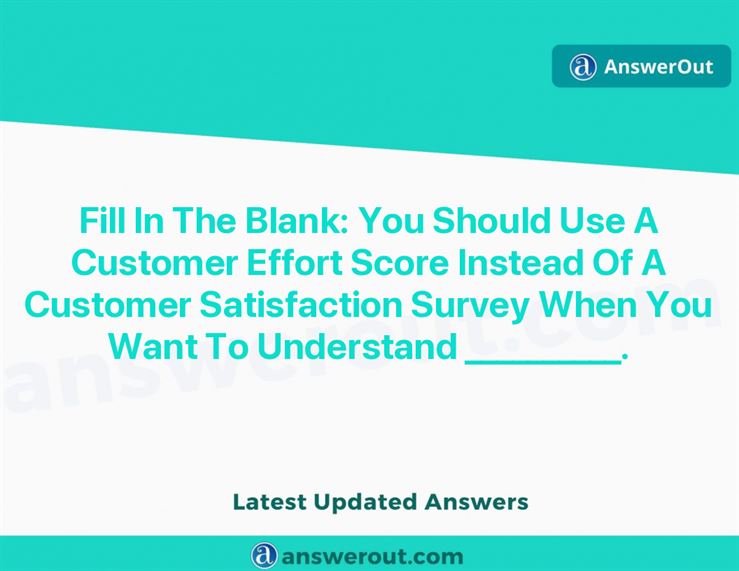 AnswerOut
Fill In The Blank: You Should Use A
Customer Effort Score Instead Of A
Customer Satisfaction Survey When You
Want To Understand _________.
answerout.com
Latest Updated Answers
answerout.com